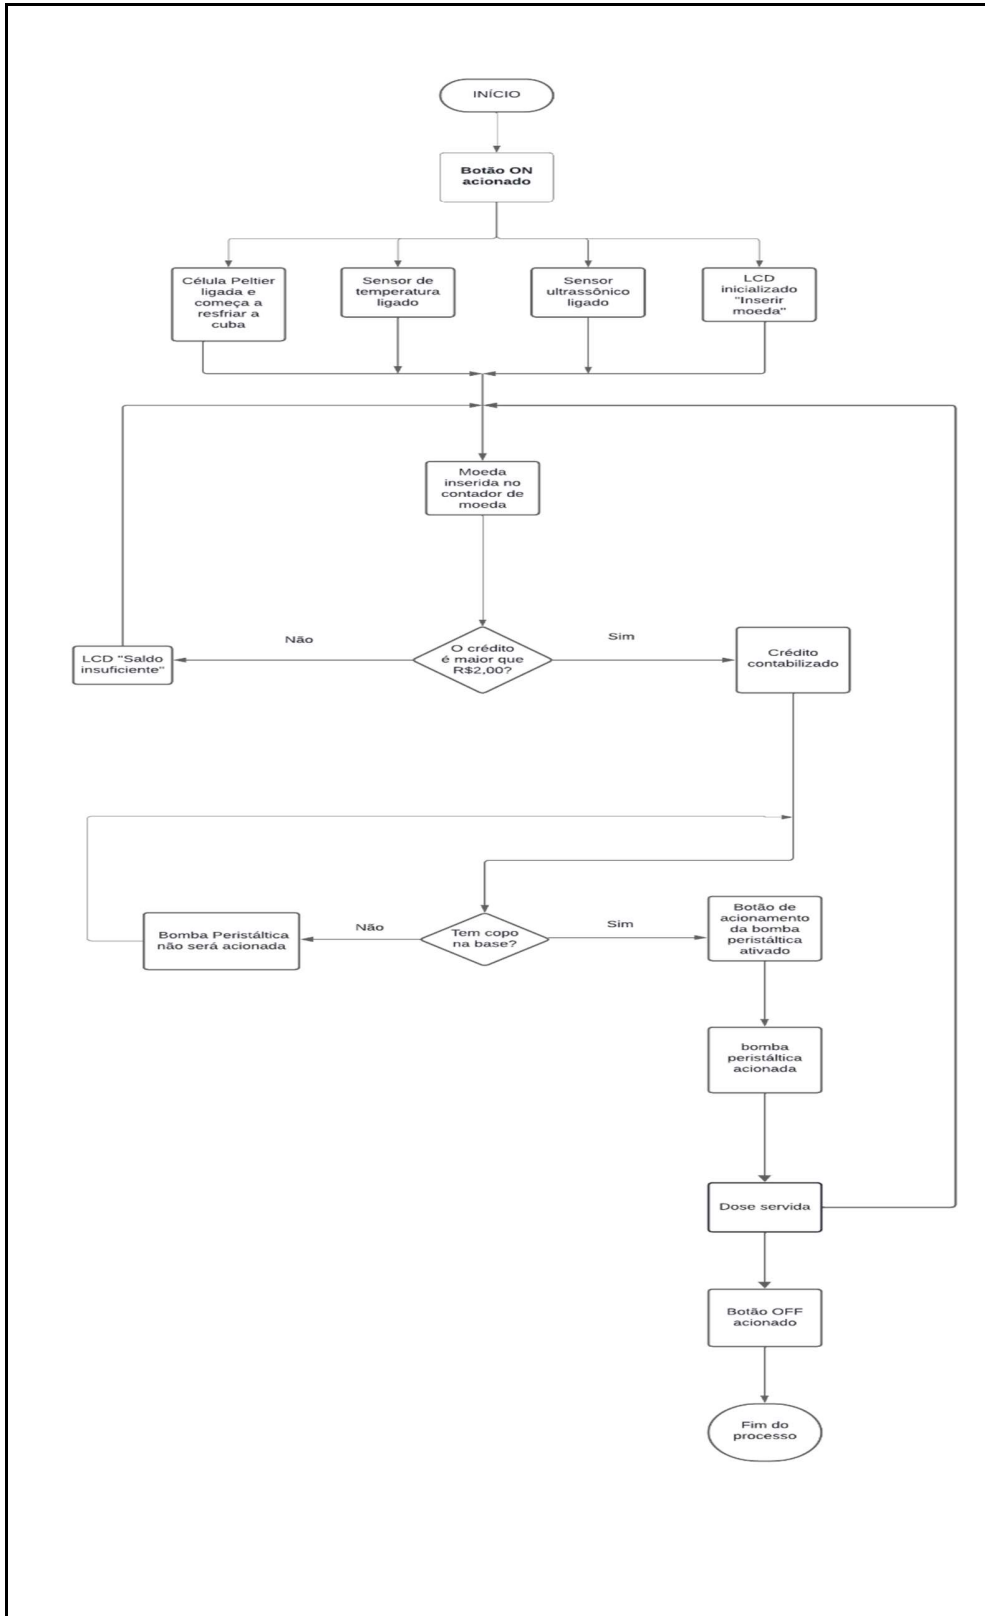 INÍCIO
Botão ON
acionado
Célula Peltier
ligada e
começa a
resfriar a
cuba
Sensor de
temperatura
ligado
Sensor
ultrassônico
ligado
LCD
inicializado
"Inserir
moeda"
Moeda
inserida no
contador de
moeda
O crédito
é maior que
R$2,00?
Não
Sim
LCD "Saldo
insuficiente"
Crédito
contabilizado
Tem copo
na base?
Não
Sim
Bomba Peristáltica
não será acionada
Botão de
acionamento
da bomba
peristáltica
ativado
bomba
peristáltica
acionada
Dose servida
Botão OFF
acionado
Fim do
processo